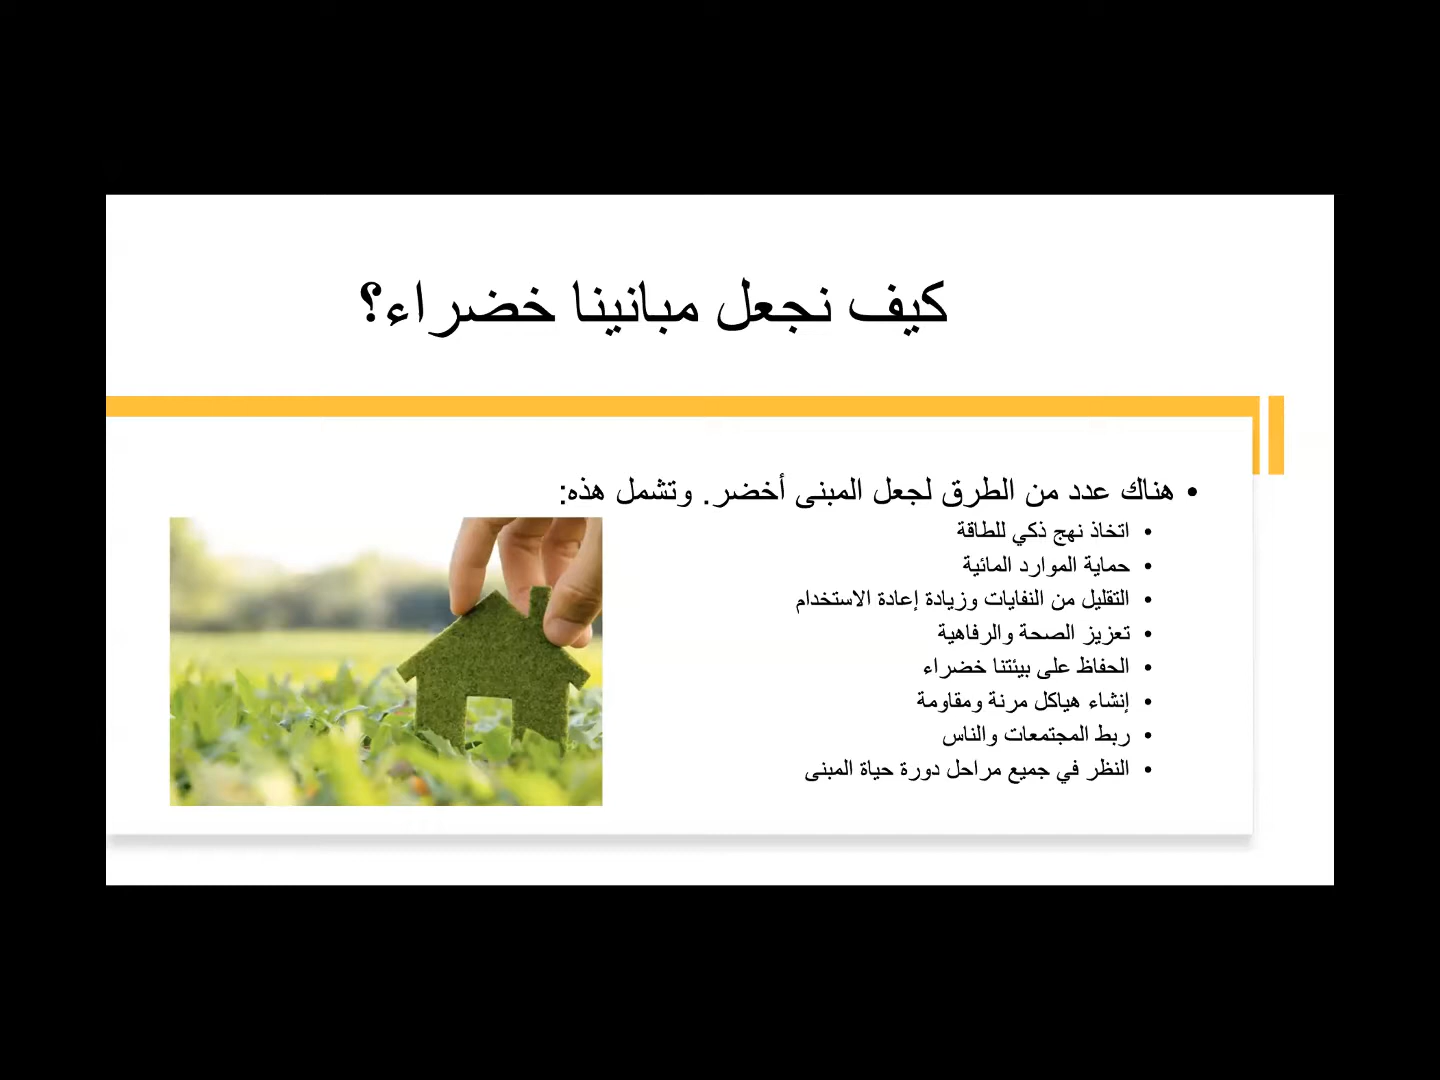 كيف نجعل مبانينا خضراء؟
• هناك عدد من الطرق لجعل المبنى أخضر. وتشمل هذه:
• اتخاذ نهج ذكي للطاقة
• حماية الموارد المائية
• التقليل من النفايات وزيادة إعادة الاستخدام
• تعزيز الصحة والرفاهية
• الحفاظ على بيئتنا خضراء
• إنشاء هياكل مرنة ومقاومة
• ربط المجتمعات والناس
• النظر في جميع مراحل دورة حياة المبنى